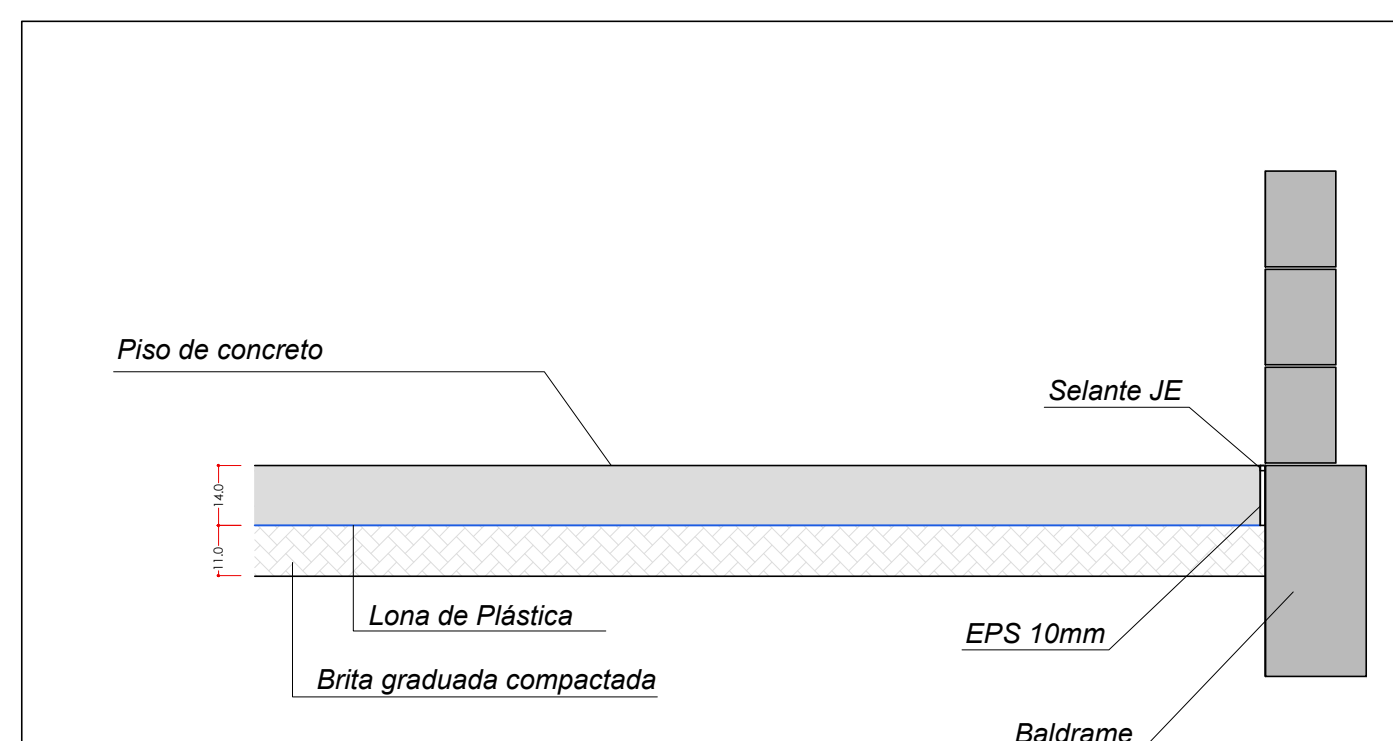 Piso de concreto
Selante JE
14.0
11.0
Lona de Plástica
EPS 10mm
Brita graduada compactada
Baldrame